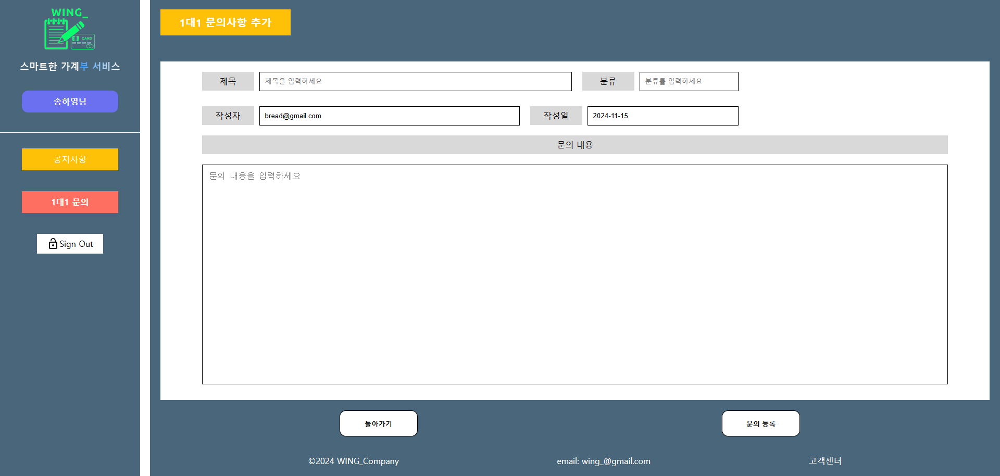 WING_
CARD
스마트한 가계부 서비스
송하영님
공지사항
1대1 문의
Sign Out
1대1 문의사항 추가
제목
제목을 입력하세요
분류
분류를 입력하세요
작성자
bread@gmail.com
작성일
2024-11-15
문의 내용
문의 내용을 입력하세요
돌아가기
문의 등록
©2024 WING_Company
email: wing_@gmail.com
고객센터